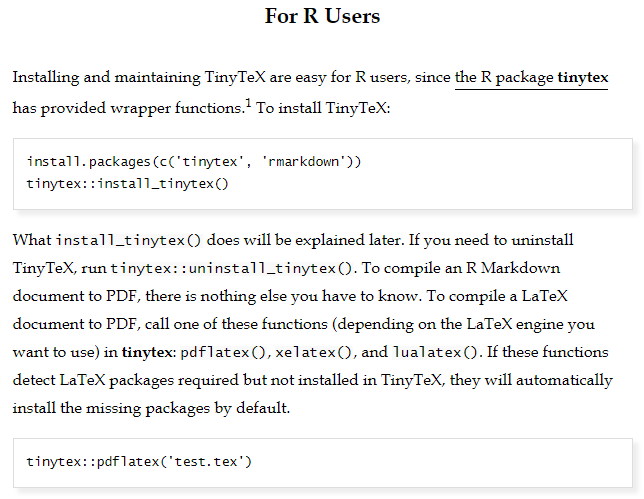 For R Users
Installing and maintaining TinyTeX are easy for R users, since the R package tinytex
has provided wrapper functions.1 To install TinyTeX:
install.packages(c('tinytex', 'rmarkdown'))
tinytex::install_tinytex()
What install_tinytex() does will be explained later. If you need to uninstall
TinyTeX, run tinytex::uninstall_tinytex(). To compile an R Markdown
document to PDF, there is nothing else you have to know. To compile a LaTeX
document to PDF, call one of these functions (depending on the LaTeX engine you
want to use) in tinytex: pdflatex(), xelatex(), and lualatex(). If these functions
detect LaTeX packages required but not installed in TinyTeX, they will automatically
install the missing packages by default.
tinytex::pdflatex('test.tex')